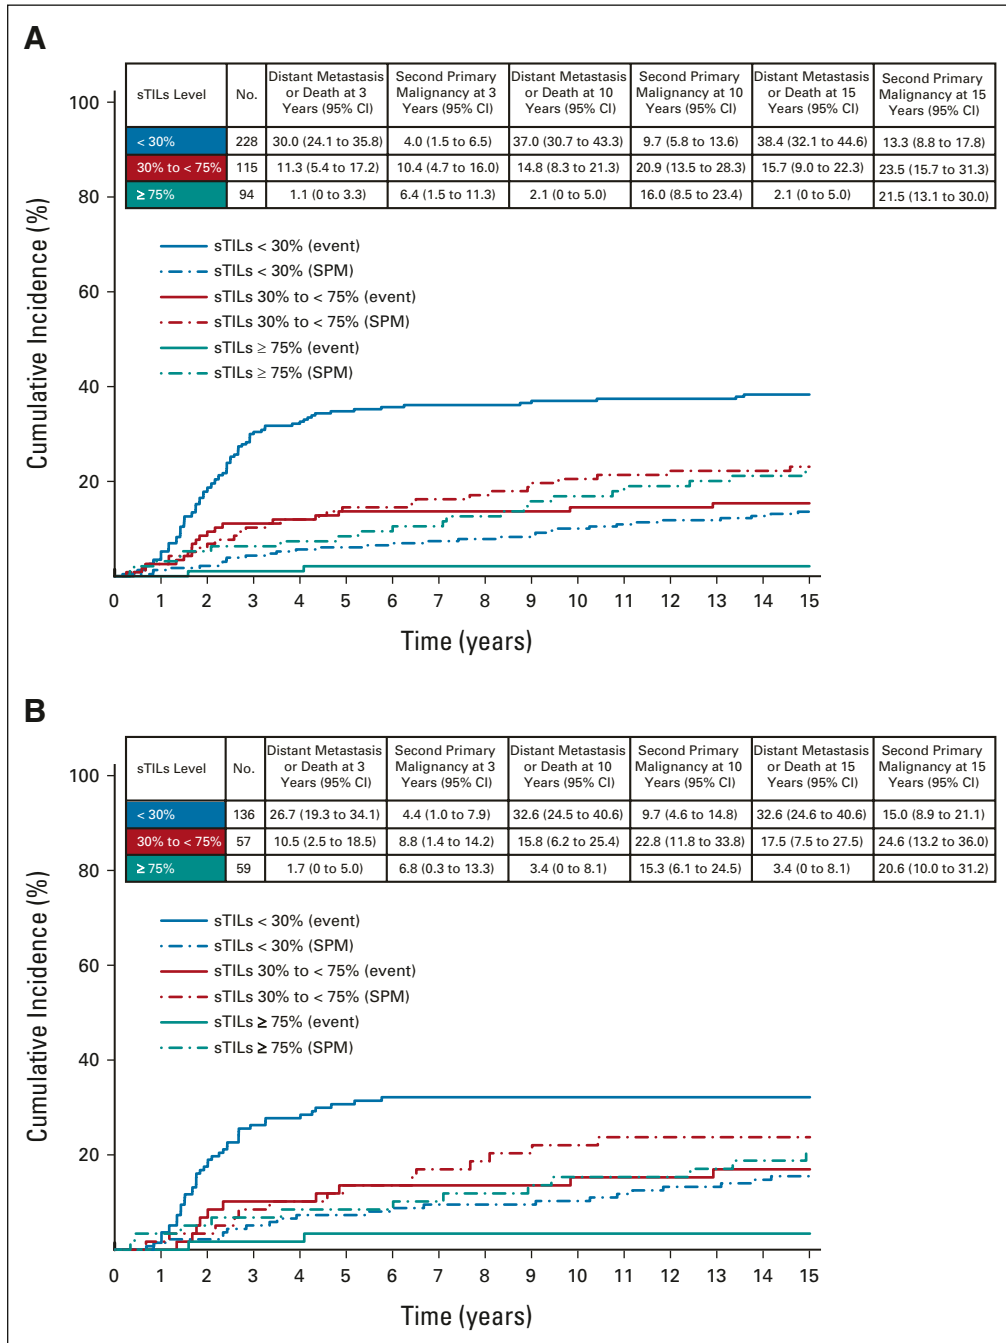 A
sTILs Level No. Distant Metastasis or Death at 3 Years (95% CI) Second Primary Malignancy at 3 Years (95% CI) Distant Metastasis or Death at 10 Years (95% CI) Second Primary Malignancy at 10 Years (95% CI) Distant Metastasis or Death at 15 Years (95% CI) Second Primary Malignancy at 15 Years (95% CI)
< 30% 228 30.0 (24.1 to 35.8) 4.0 (1.5 to 6.5) 37.0 (30.7 to 43.3) 9.7 (5.8 to 13.6) 38.4 (32.1 to 44.6) 13.3 (8.8 to 17.8)
30% to < 75% 115 11.3 (5.4 to 17.2) 10.4 (4.7 to 16.0) 14.8 (8.3 to 21.3) 20.9 (13.5 to 28.3) 15.7 (9.0 to 22.3) 23.5 (15.7 to 31.3)
≥ 75% 94 1.1 (0 to 3.3) 6.4 (1.5 to 11.3) 2.1 (0 to 5.0) 16.0 (8.5 to 23.4) 2.1 (0 to 5.0) 21.5 (13.1 to 30.0)
sTILs < 30% (event)
sTILs < 30% (SPM)
sTILs 30% to < 75% (event)
sTILs 30% to < 75% (SPM)
sTILs ≥ 75% (event)
sTILs ≥ 75% (SPM)
Cumulative Incidence (%)
100
80
60
40
20
0 1 2 3 4 5 6 7 8 9 10 11 12 13 14 15
Time (years)
B
sTILs Level No. Distant Metastasis or Death at 3 Years (95% CI) Second Primary Malignancy at 3 Years (95% CI) Distant Metastasis or Death at 10 Years (95% CI) Second Primary Malignancy at 10 Years (95% CI) Distant Metastasis or Death at 15 Years (95% CI) Second Primary Malignancy at 15 Years (95% CI)
< 30% 136 26.7 (19.3 to 34.1) 4.4 (1.0 to 7.9) 32.6 (24.5 to 40.6) 9.7 (4.6 to 14.8) 32.6 (24.6 to 40.6) 15.0 (8.9 to 21.1)
30% to < 75% 57 10.5 (2.5 to 18.5) 8.8 (1.4 to 14.2) 15.8 (6.2 to 25.4) 22.8 (11.8 to 33.8) 17.5 (7.5 to 27.5) 24.6 (13.2 to 36.0)
≥ 75% 59 1.7 (0 to 5.0) 6.8 (0.3 to 13.3) 3.4 (0 to 8.1) 15.3 (6.1 to 24.5) 3.4 (0 to 8.1) 20.6 (10.0 to 31.2)
sTILs < 30% (event)
sTILs < 30% (SPM)
sTILs 30% to < 75% (event)
sTILs 30% to < 75% (SPM)
sTILs ≥ 75% (event)
sTILs ≥ 75% (SPM)
Cumulative Incidence (%)
100
80
60
40
20
0 1 2 3 4 5 6 7 8 9 10 11 12 13 14 15
Time (years)